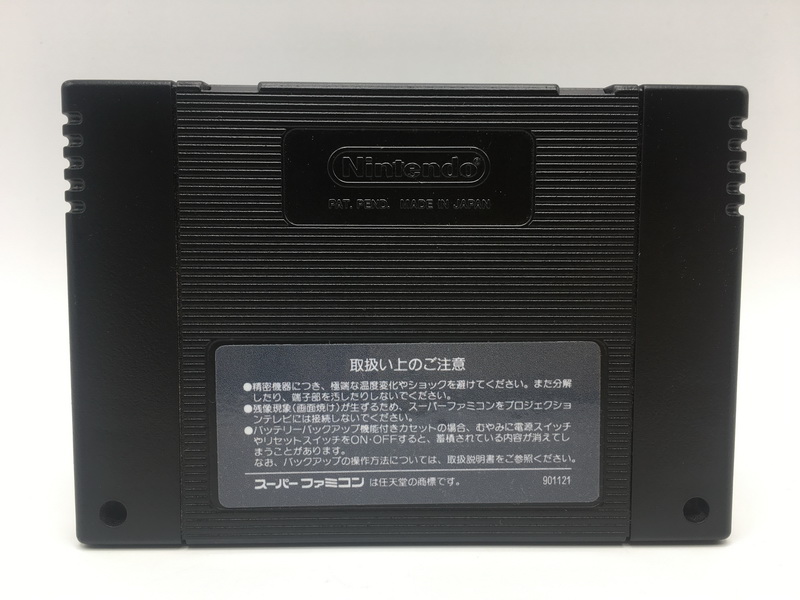 Nintendo®
PAT. PEND. MADE IN JAPAN
取扱い上のご注意
●精密機器につき、極端な温度変化やショックを避けてください。また分解
したり、端子部を汚したりしないでください。
●残像現象(画面焼け)が生ずるため、スーパーファミコンをプロジェクショ
ンテレビには接続しないでください。
●バッテリーバックアップ機能付きカセットの場合、むやみに電源スイッチ
やリセットスイッチをON・OFFすると、蓄積されている内容が消えてし
まうことがあります。
なお、バックアップの操作方法については、取扱説明書をご参照ください。
スーパーファミコン は任天堂の商標です。 901121